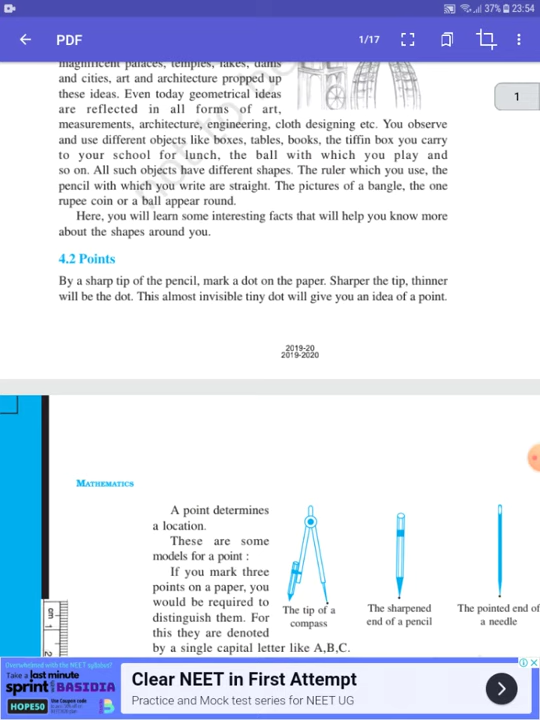 37% 23:54
PDF
1/17
magnificent palaces, temples, lakes, dams
and cities, art and architecture propped up
these ideas. Even today geometrical ideas
are reflected in all forms of art,
measurements, architecture, engineering, cloth designing etc. You observe
and use different objects like boxes, tables, books, the tiffin box you carry
to your school for lunch, the ball with which you play and
so on. All such objects have different shapes. The ruler which you use, the
pencil with which you write are straight. The pictures of a bangle, the one
rupee coin or a ball appear round.
Here, you will learn some interesting facts that will help you know more
about the shapes around you.
1
4.2 Points
By a sharp tip of the pencil, mark a dot on the paper. Sharper the tip, thinner
will be the dot. This almost invisible tiny dot will give you an idea of a point.
2019-20
2019-2020
MATHEMATICS
A point determines
a location.
These are some
models for a point :
If you mark three
points on a paper, you
would be required to
distinguish them. For
this they are denoted
by a single capital letter like A,B,C.
The tip of a
compass
The sharpened
end of a pencil
The pointed end of
a needle
Overwhelmed with the NEET syllabus?
Take a last minute
sprint BASIDIA
HOPE50
Use Coupon code
Clear NEET in First Attempt
Practice and Mock test series for NEET UG